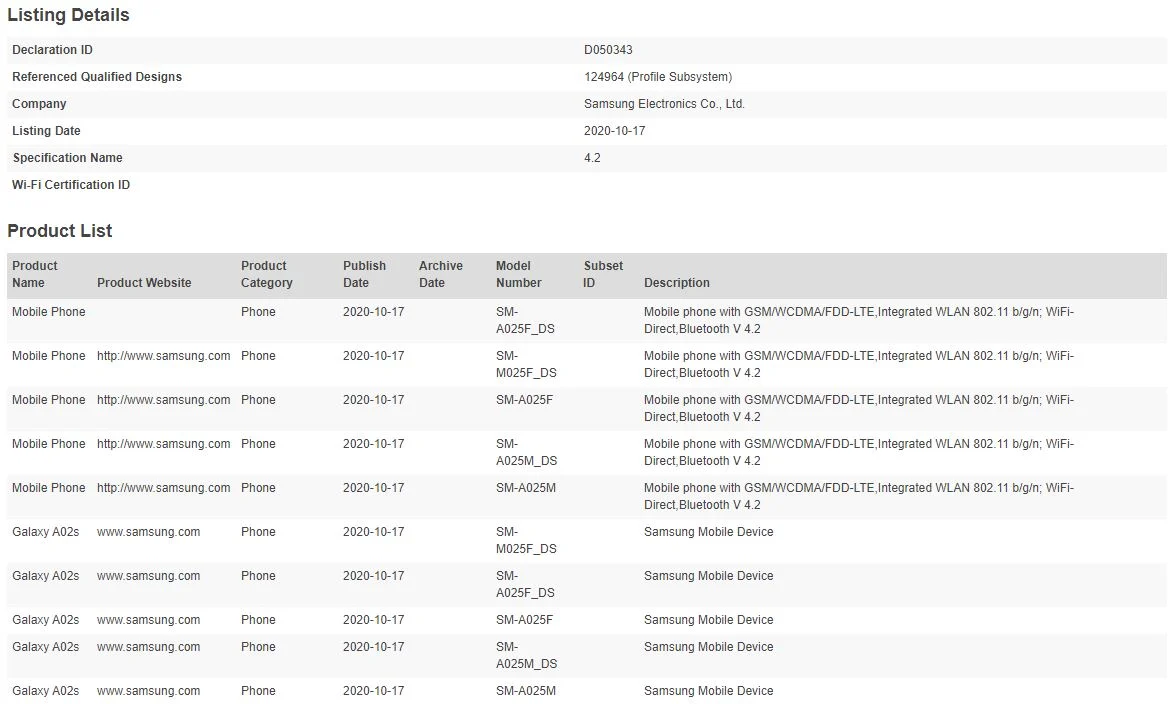 Listing Details
Declaration ID D050343
Referenced Qualified Designs 124964 (Profile Subsystem)
Company Samsung Electronics Co., Ltd.
Listing Date 2020-10-17
Specification Name 4.2
Wi-Fi Certification ID
Product List
Product Product Publish Archive Model Subset
Name Product Website Category Date Date Number ID Description
Mobile Phone Phone 2020-10-17 SM- Mobile phone with GSM/WCDMA/FDD-LTE,Integrated WLAN 802.11 b/g/n; WiFi-
A025F_DS Direct,Bluetooth V 4.2
Mobile Phone http://www.samsung.com Phone 2020-10-17 SM- Mobile phone with GSM/WCDMA/FDD-LTE,Integrated WLAN 802.11 b/g/n; WiFi-
M025F_DS Direct,Bluetooth V 4.2
Mobile Phone http://www.samsung.com Phone 2020-10-17 SM-A025F Mobile phone with GSM/WCDMA/FDD-LTE,Integrated WLAN 802.11 b/g/n; WiFi-
Direct,Bluetooth V 4.2
Mobile Phone http://www.samsung.com Phone 2020-10-17 SM- Mobile phone with GSM/WCDMA/FDD-LTE,Integrated WLAN 802.11 b/g/n; WiFi-
A025M_DS Direct,Bluetooth V 4.2
Mobile Phone http://www.samsung.com Phone 2020-10-17 SM-A025M Mobile phone with GSM/WCDMA/FDD-LTE,Integrated WLAN 802.11 b/g/n; WiFi-
Direct,Bluetooth V 4.2
Galaxy A02s www.samsung.com Phone 2020-10-17 SM- Samsung Mobile Device
M025F_DS
Galaxy A02s www.samsung.com Phone 2020-10-17 SM- Samsung Mobile Device
A025F_DS
Galaxy A02s www.samsung.com Phone 2020-10-17 SM-A025F Samsung Mobile Device
Galaxy A02s www.samsung.com Phone 2020-10-17 SM- Samsung Mobile Device
A025M_DS
Galaxy A02s www.samsung.com Phone 2020-10-17 SM-A025M Samsung Mobile Device